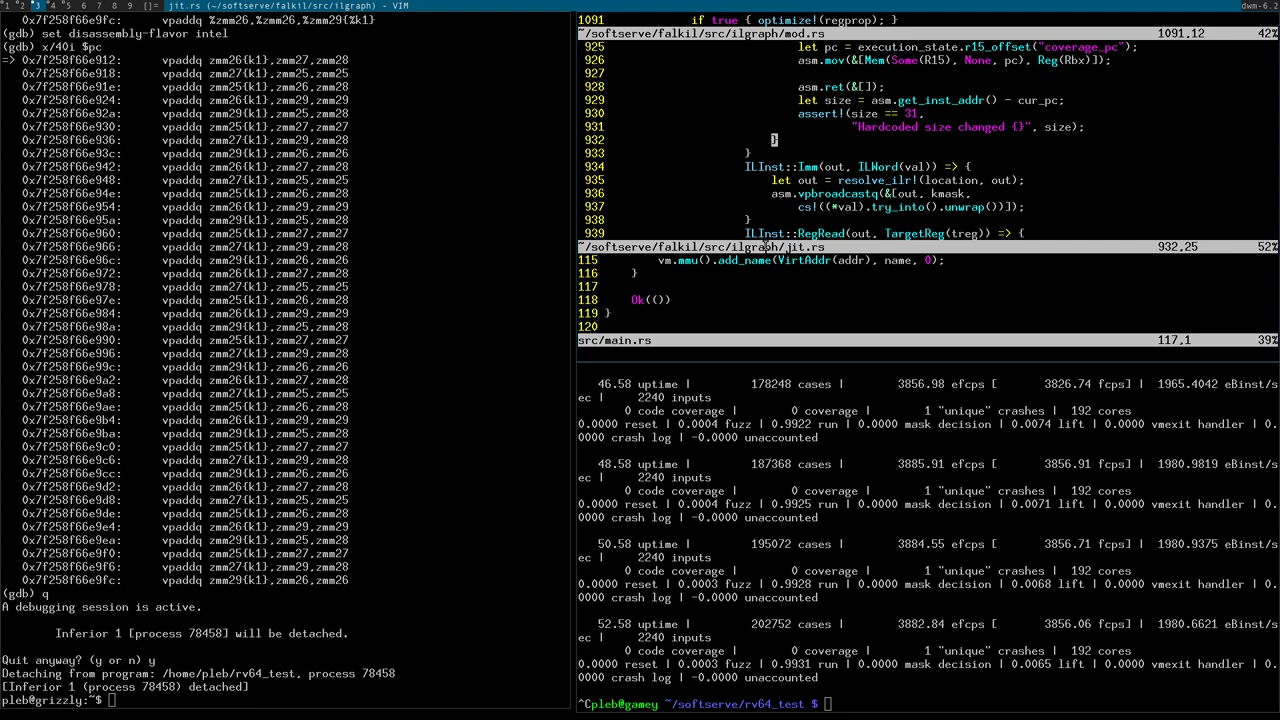 1 2 3 4 5 6 7 8 9 []= jit.rs (~/softserve/falkil/src/ilgraph) - VIM dwm-6.2
0x7f258f66e9fc: vpaddq %zmm26,%zmm26,%zmm29{%k1}
(gdb) set disassembly-flavor intel
(gdb) x/40i $pc
=> 0x7f258f66e912: vpaddq zmm26{k1},zmm27,zmm28
0x7f258f66e918: vpaddq zmm27{k1},zmm25,zmm25
0x7f258f66e91e: vpaddq zmm25{k1},zmm26,zmm28
0x7f258f66e924: vpaddq zmm26{k1},zmm29,zmm29
0x7f258f66e92a: vpaddq zmm29{k1},zmm25,zmm28
0x7f258f66e930: vpaddq zmm25{k1},zmm27,zmm27
0x7f258f66e936: vpaddq zmm27{k1},zmm29,zmm28
0x7f258f66e93c: vpaddq zmm29{k1},zmm26,zmm26
0x7f258f66e942: vpaddq zmm26{k1},zmm27,zmm28
0x7f258f66e948: vpaddq zmm27{k1},zmm25,zmm25
0x7f258f66e94e: vpaddq zmm25{k1},zmm26,zmm28
0x7f258f66e954: vpaddq zmm26{k1},zmm29,zmm29
0x7f258f66e95a: vpaddq zmm29{k1},zmm25,zmm28
0x7f258f66e960: vpaddq zmm25{k1},zmm27,zmm27
0x7f258f66e966: vpaddq zmm27{k1},zmm29,zmm28
0x7f258f66e96c: vpaddq zmm29{k1},zmm26,zmm26
0x7f258f66e972: vpaddq zmm26{k1},zmm27,zmm28
0x7f258f66e978: vpaddq zmm27{k1},zmm25,zmm25
0x7f258f66e97e: vpaddq zmm25{k1},zmm26,zmm28
0x7f258f66e984: vpaddq zmm26{k1},zmm29,zmm29
0x7f258f66e98a: vpaddq zmm29{k1},zmm25,zmm28
0x7f258f66e990: vpaddq zmm25{k1},zmm27,zmm27
0x7f258f66e996: vpaddq zmm27{k1},zmm29,zmm28
0x7f258f66e99c: vpaddq zmm29{k1},zmm26,zmm26
0x7f258f66e9a2: vpaddq zmm26{k1},zmm27,zmm28
0x7f258f66e9a8: vpaddq zmm27{k1},zmm25,zmm25
0x7f258f66e9ae: vpaddq zmm25{k1},zmm26,zmm28
0x7f258f66e9b4: vpaddq zmm26{k1},zmm29,zmm29
0x7f258f66e9ba: vpaddq zmm29{k1},zmm25,zmm28
0x7f258f66e9c0: vpaddq zmm25{k1},zmm27,zmm27
0x7f258f66e9c6: vpaddq zmm27{k1},zmm29,zmm28
0x7f258f66e9cc: vpaddq zmm29{k1},zmm26,zmm26
0x7f258f66e9d2: vpaddq zmm26{k1},zmm27,zmm28
0x7f258f66e9d8: vpaddq zmm27{k1},zmm25,zmm25
0x7f258f66e9de: vpaddq zmm25{k1},zmm26,zmm28
0x7f258f66e9e4: vpaddq zmm26{k1},zmm29,zmm29
0x7f258f66e9ea: vpaddq zmm29{k1},zmm25,zmm28
0x7f258f66e9f0: vpaddq zmm25{k1},zmm27,zmm27
0x7f258f66e9f6: vpaddq zmm27{k1},zmm29,zmm28
0x7f258f66e9fc: vpaddq zmm29{k1},zmm26,zmm26
(gdb) q
A debugging session is active.
Inferior 1 [process 78458] will be detached.
Quit anyway? (y or n) y
Detaching from program: /home/pleb/rv64_test, process 78458
[Inferior 1 (process 78458) detached]
pleb@grizzly:~$
1091 if true { optimize!(regprop); }
~/softserve/falkil/src/ilgraph/mod.rs 1091,12 42%
925 let pc = execution_state.r15_offset("coverage_pc");
926 asm.mov(&[Mem(Some(R15), None, pc), Reg(Rbx)]);
927
928 asm.ret(&[]);
929 let size = asm.get_inst_addr() - cur_pc;
930 assert!(size == 31,
931 "Hardcoded size changed {}", size);
932 }
933 }
934 ILInst::Imm(out, ILWord(val)) => {
935 let out = resolve_ilr!(location, out);
936 asm.vpbroadcastq(&[out, kmask,
937 cs!((*val).try_into().unwrap())]);
938 }
939 ILInst::RegRead(out, TargetReg(treg)) => {
~/softserve/falkil/src/ilgraph/jit.rs 932,25 52%
115 vm.mmu().add_name(VirtAddr(addr), name, 0);
116 }
117
118 Ok(())
119 }
120
src/main.rs 117,1 39%
46.58 uptime | 178248 cases | 3856.98 efcps [ 3826.74 fcps] | 1965.4042 eBinst/s
ec | 2240 inputs
0 code coverage | 0 coverage | 1 "unique" crashes | 192 cores
0.0000 reset | 0.0004 fuzz | 0.9922 run | 0.0000 mask decision | 0.0074 lift | 0.0000 vmexit handler | 0.
0000 crash log | -0.0000 unaccounted
48.58 uptime | 187368 cases | 3885.91 efcps [ 3856.91 fcps] | 1980.9819 eBinst/s
ec | 2240 inputs
0 code coverage | 0 coverage | 1 "unique" crashes | 192 cores
0.0000 reset | 0.0004 fuzz | 0.9925 run | 0.0000 mask decision | 0.0071 lift | 0.0000 vmexit handler | 0.
0000 crash log | -0.0000 unaccounted
50.58 uptime | 195072 cases | 3884.55 efcps [ 3856.71 fcps] | 1980.9375 eBinst/s
ec | 2240 inputs
0 code coverage | 0 coverage | 1 "unique" crashes | 192 cores
0.0000 reset | 0.0003 fuzz | 0.9928 run | 0.0000 mask decision | 0.0068 lift | 0.0000 vmexit handler | 0.
0000 crash log | -0.0000 unaccounted
52.58 uptime | 202752 cases | 3882.84 efcps [ 3856.06 fcps] | 1980.6621 eBinst/s
ec | 2240 inputs
0 code coverage | 0 coverage | 1 "unique" crashes | 192 cores
0.0000 reset | 0.0003 fuzz | 0.9931 run | 0.0000 mask decision | 0.0065 lift | 0.0000 vmexit handler | 0.
0000 crash log | -0.0000 unaccounted
^Cpleb@gamey ~/softserve/rv64_test $